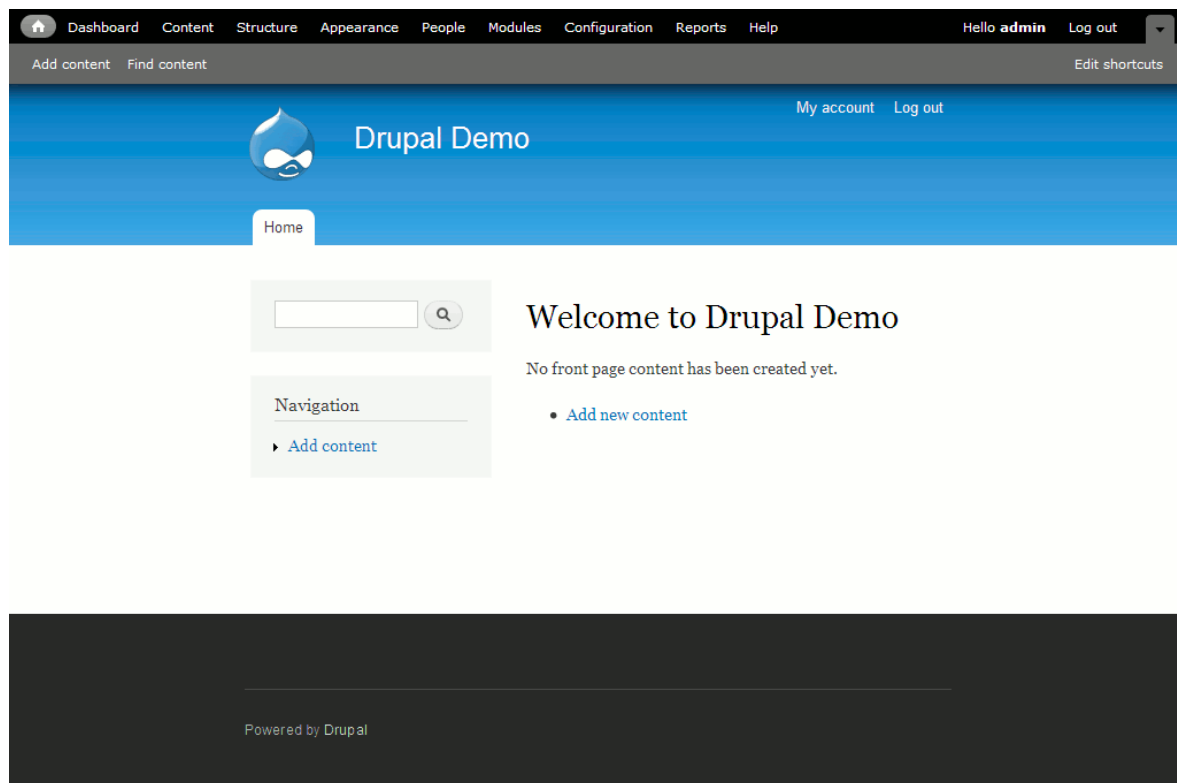 Dashboard Content Structure Appearance People Modules Configuration Reports Help Hello admin Log out
Add content Find content Edit shortcuts
My account Log out
Drupal Demo
Home
Welcome to Drupal Demo
No front page content has been created yet.
Add new content
Navigation
Add content
Powered by Drupal